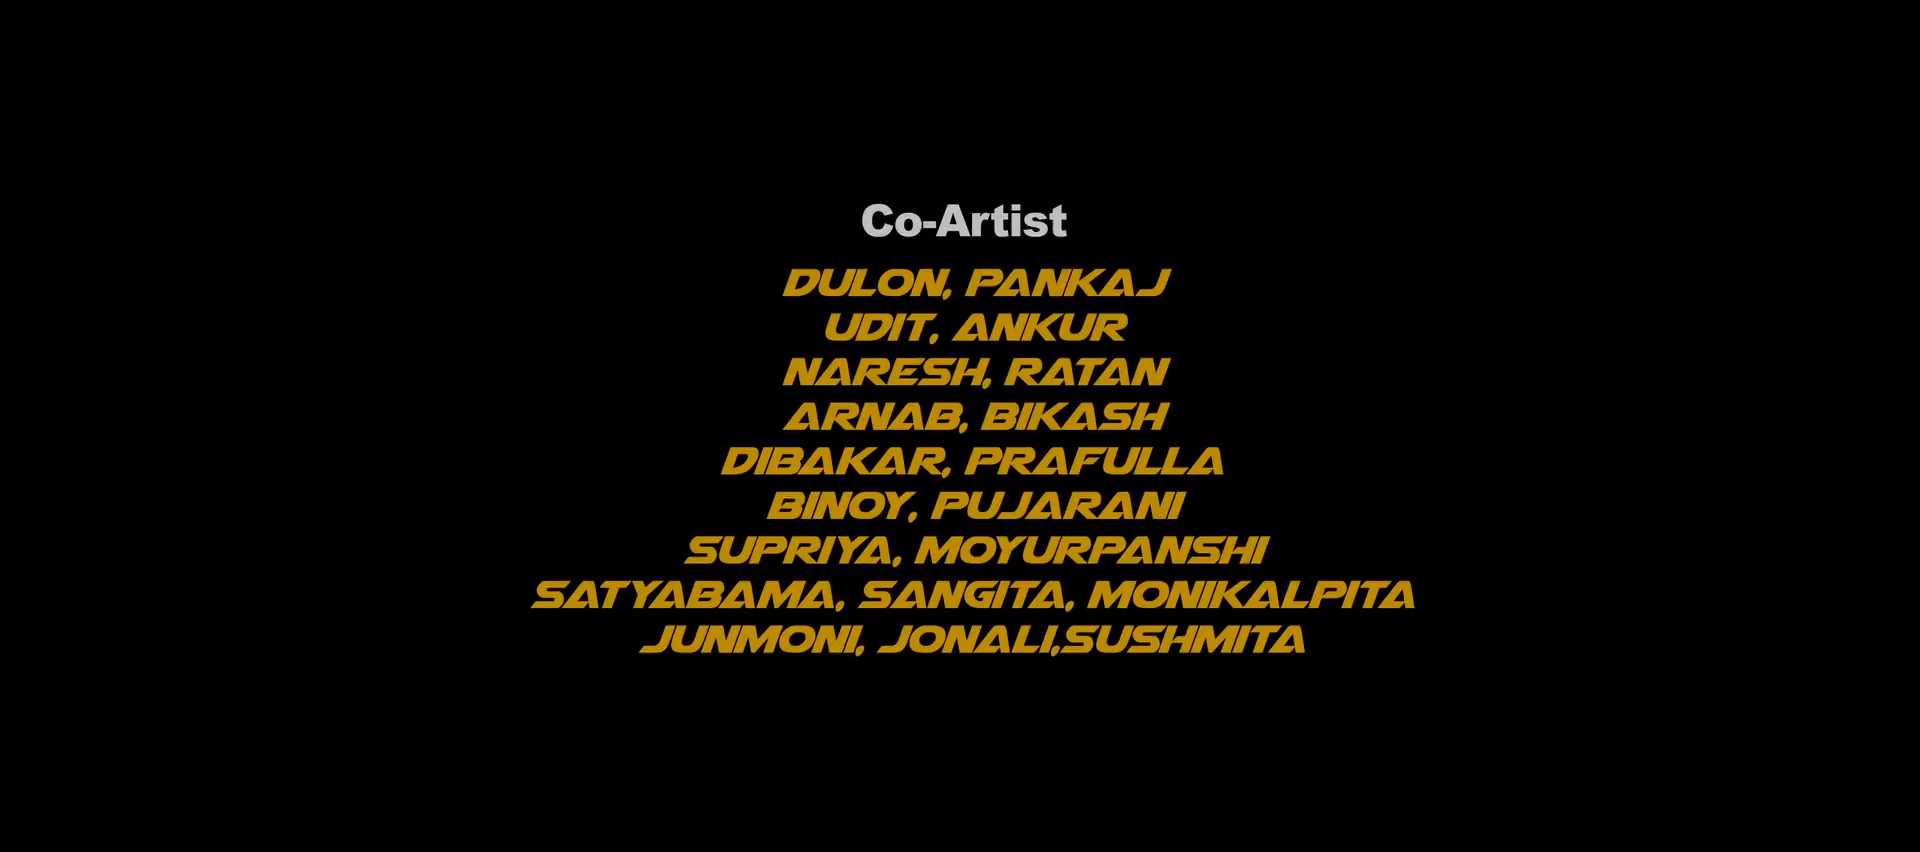 Co-Artist
DULON, PANKAJ
UDIT, ANKUR
NARESH, RATAN
ARNAB, BIKASH
DIBAKAR, PRAFULLA
BINOY, PUJARANI
SUPRIYA, MOYURPANSHI
SATYABAMA, SANGITA, MONIKALPITA
JUNMONI, JONALI,SUSHMITA